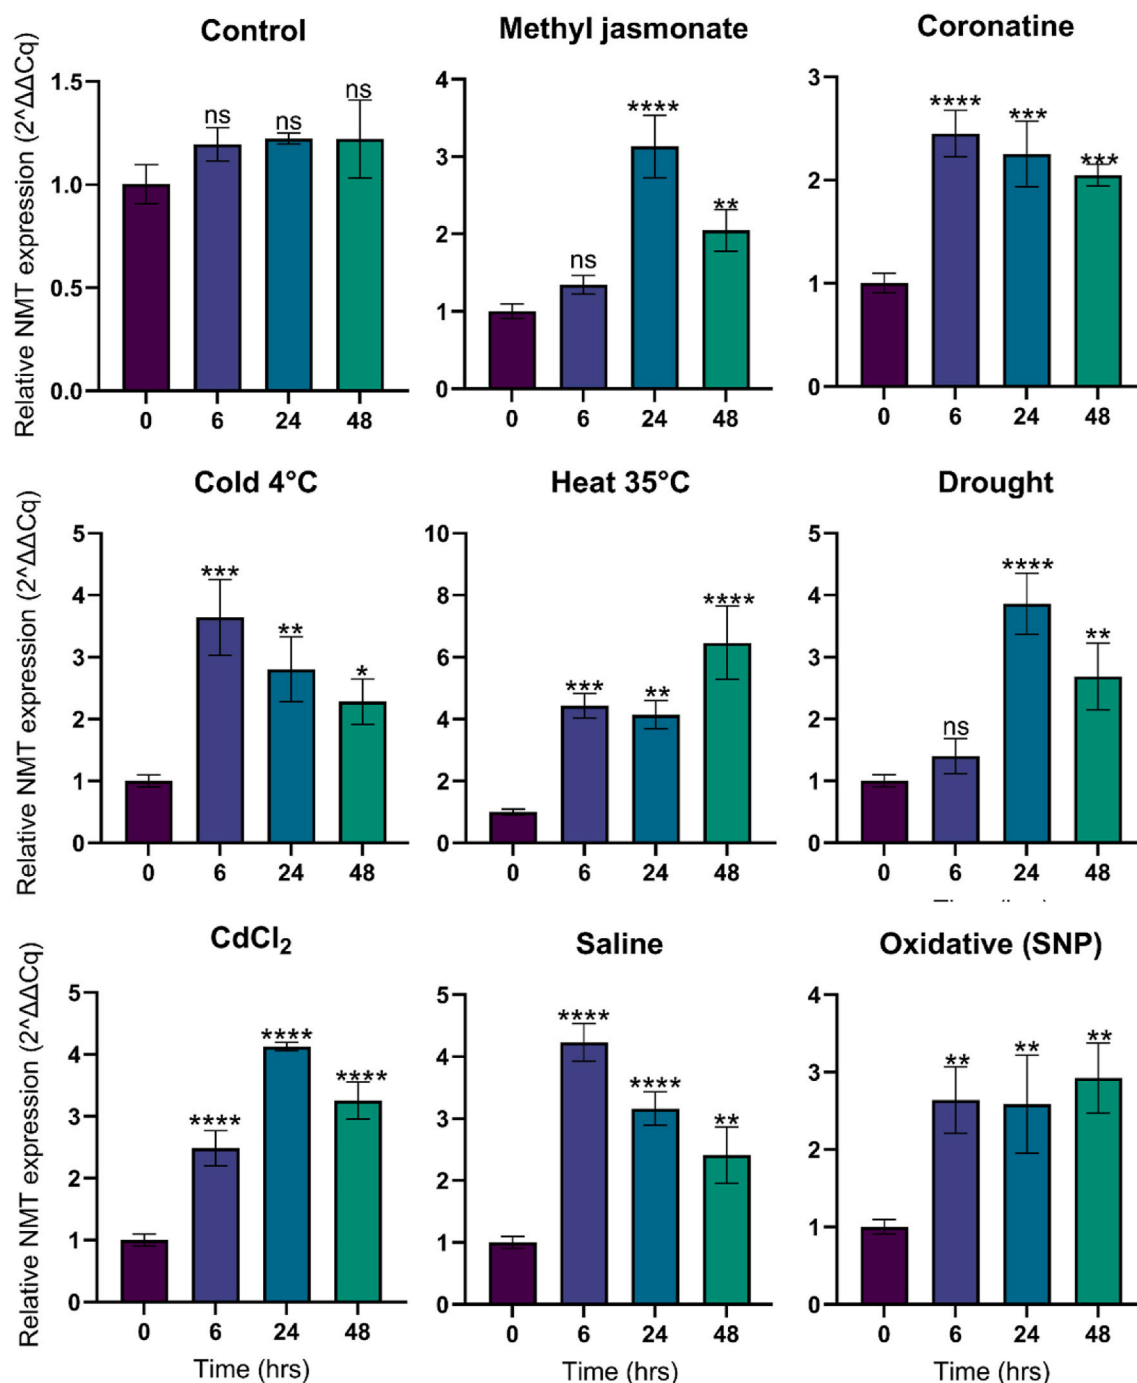 Control
Relative NMT expression (2^ΔΔCq)
1.5
1.0
0.5
0.0
ns
ns
ns
0 6 24 48
Methyl jasmonate
4
3
2
1
0
ns
****
**
0 6 24 48
Coronatine
3
2
1
0
****
***
***
0 6 24 48
Cold 4°C
Relative NMT expression (2^ΔΔCq)
5
4
3
2
1
0
***
**
*
0 6 24 48
Heat 35°C
10
8
6
4
2
0
***
**
****
0 6 24 48
Drought
5
4
3
2
1
0
ns
****
**
0 6 24 48
CdCl₂
Relative NMT expression (2^ΔΔCq)
5
4
3
2
1
0
****
****
****
0 6 24 48
Time (hrs)
Saline
5
4
3
2
1
0
****
****
**
0 6 24 48
Time (hrs)
Oxidative (SNP)
4
3
2
1
0
**
**
**
0 6 24 48
Time (hrs)